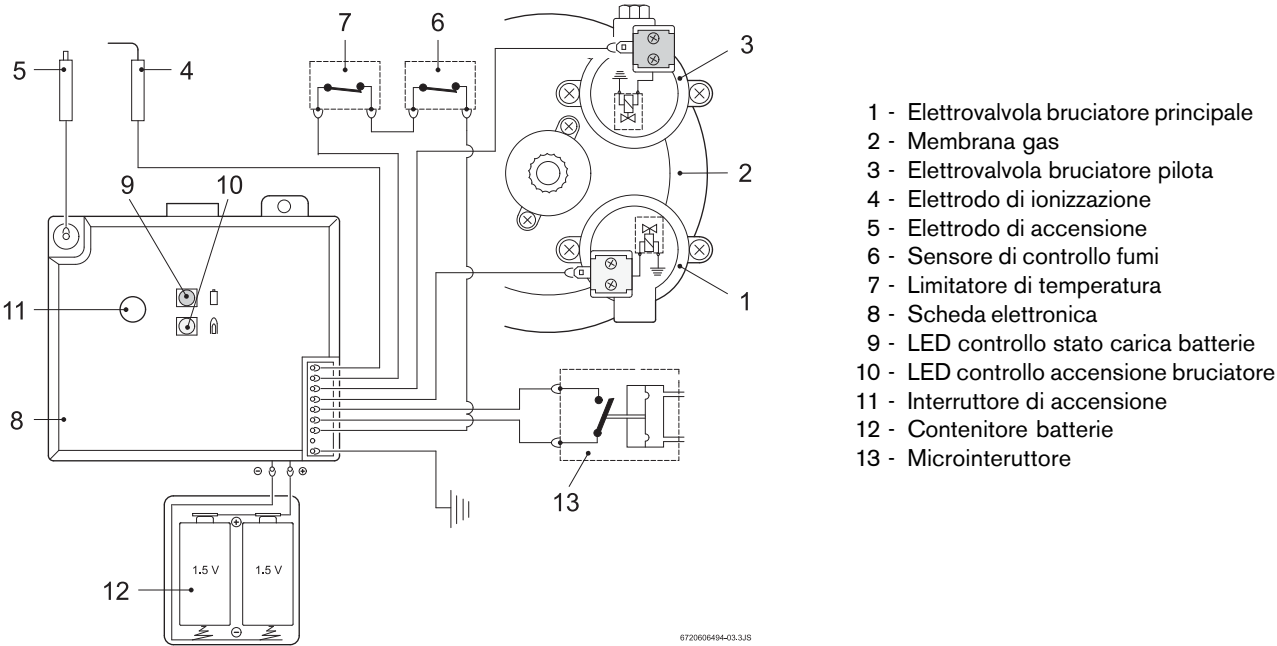 7
6
3
5
4
2
9
10
11
1
8
13
⊖ ⊕
⊕
1.5 V
1.5 V
12
⊖
6720606494-03.3JS
1 - Elettrovalvola bruciatore principale
2 - Membrana gas
3 - Elettrovalvola bruciatore pilota
4 - Elettrodo di ionizzazione
5 - Elettrodo di accensione
6 - Sensore di controllo fumi
7 - Limitatore di temperatura
8 - Scheda elettronica
9 - LED controllo stato carica batterie
10 - LED controllo accensione bruciatore
11 - Interruttore di accensione
12 - Contenitore batterie
13 - Microinteruttore